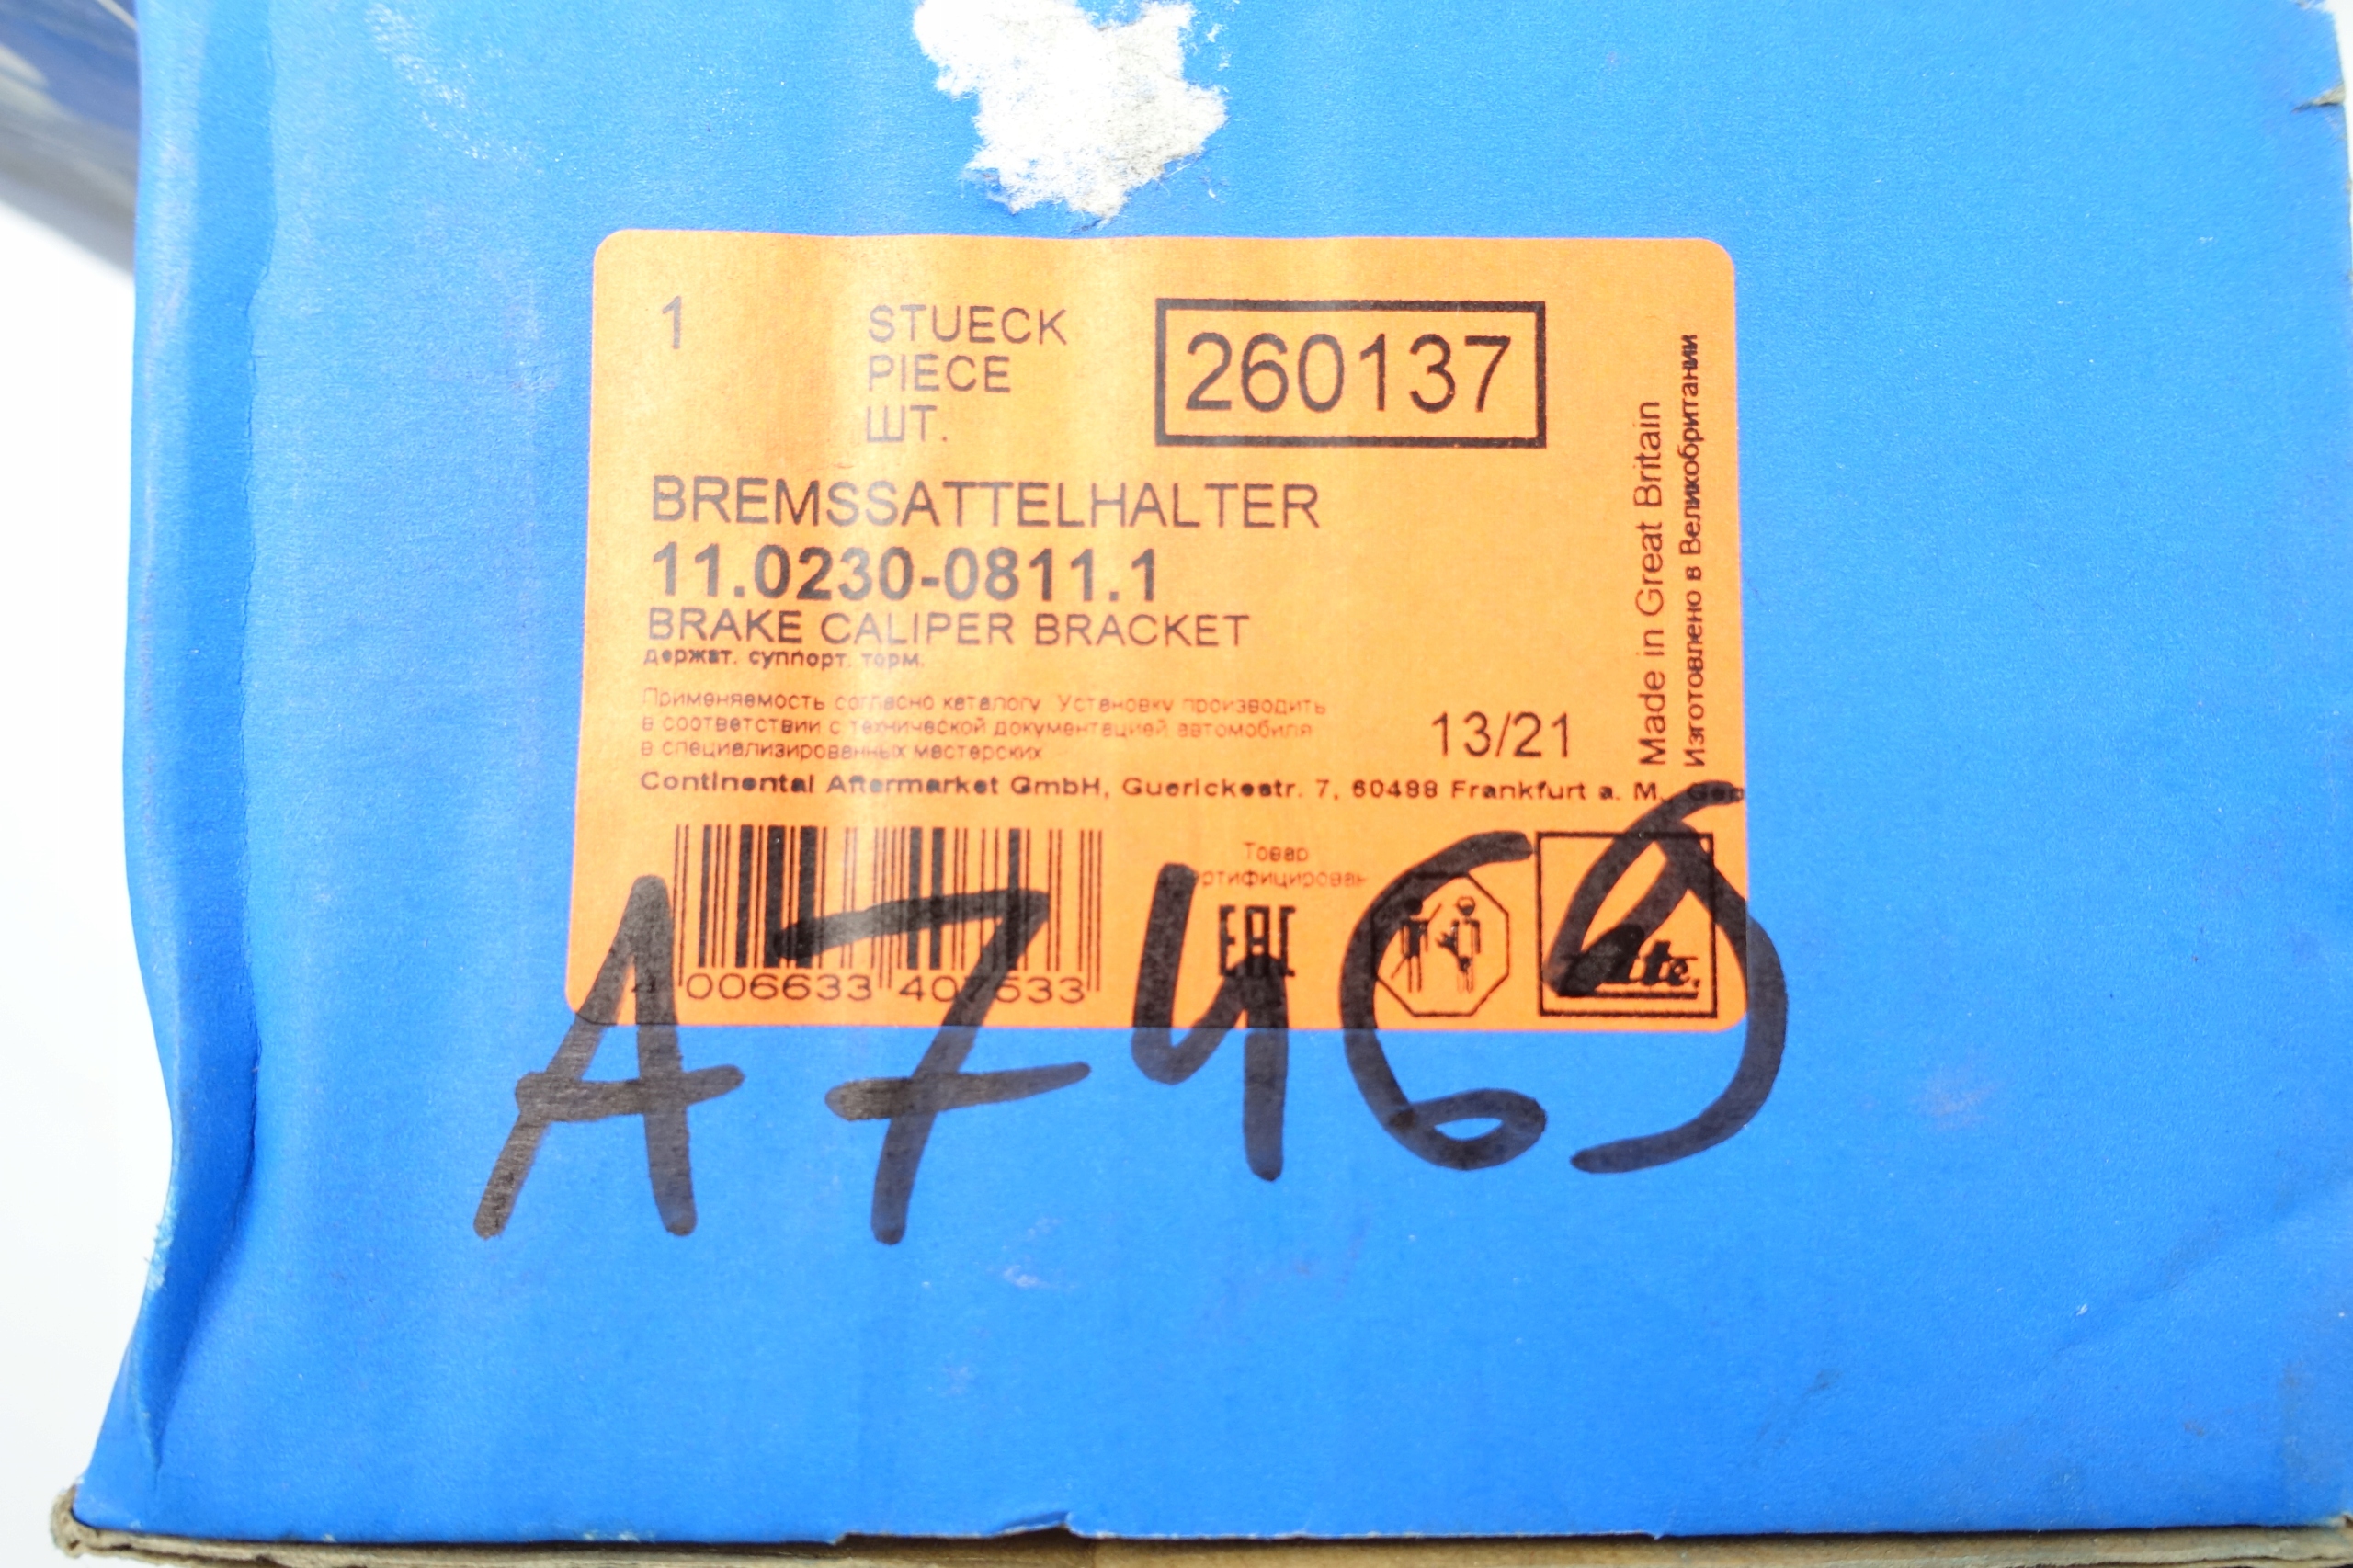 1
STUECK
PIECE
ШТ.
260137
BREMSSATTELHALTER
11.0230-0811.1
BRAKE CALIPER BRACKET
держат. суппорт. торм.
Применяемость согласно каталогу. Установку производить
в соответствии с технической документацией автомобиля
в специализированных мастерских
13/21
Continental Aftermarket GmbH, Guerickestr. 7, 60488 Frankfurt a. M.,
Made in Great Britain
Изготовлено в Великобритании
Товар
EAC
Ate.
A7469